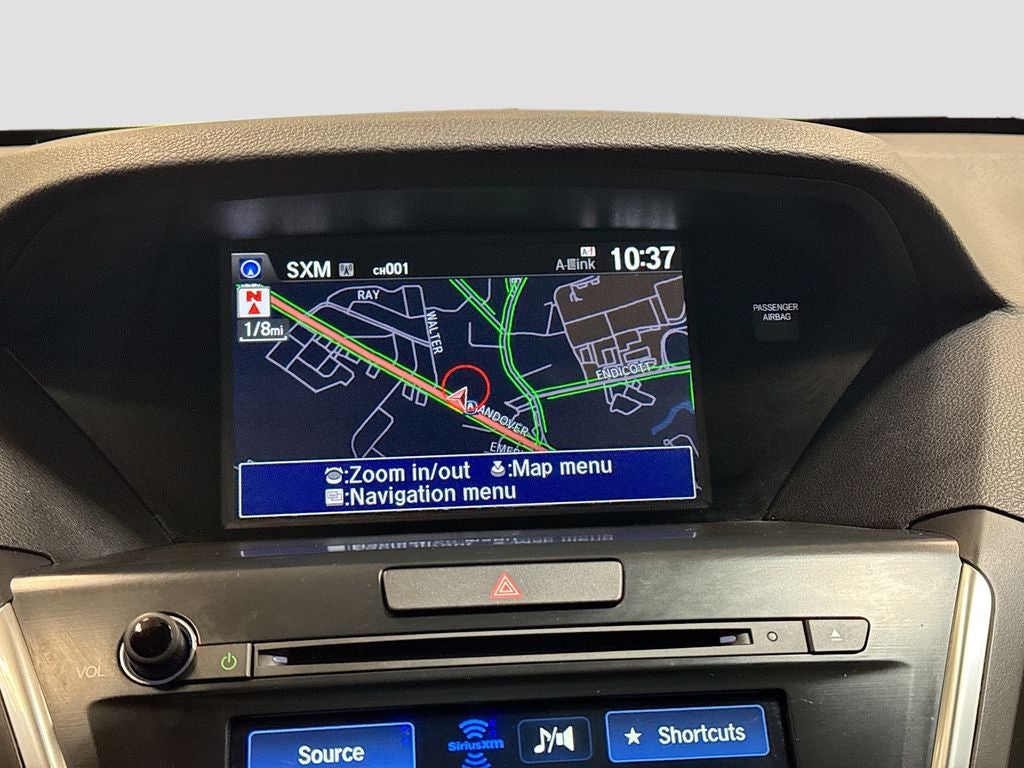 SXM CH001 A-Link 10:37
N
1/8mi
RAY
WALTER
PASSENGER
AIRBAG
ENDICOTT
ANDOVER
:Zoom in/out :Map menu
:Navigation menu
VOL
Source
SiriusXM
★ Shortcuts